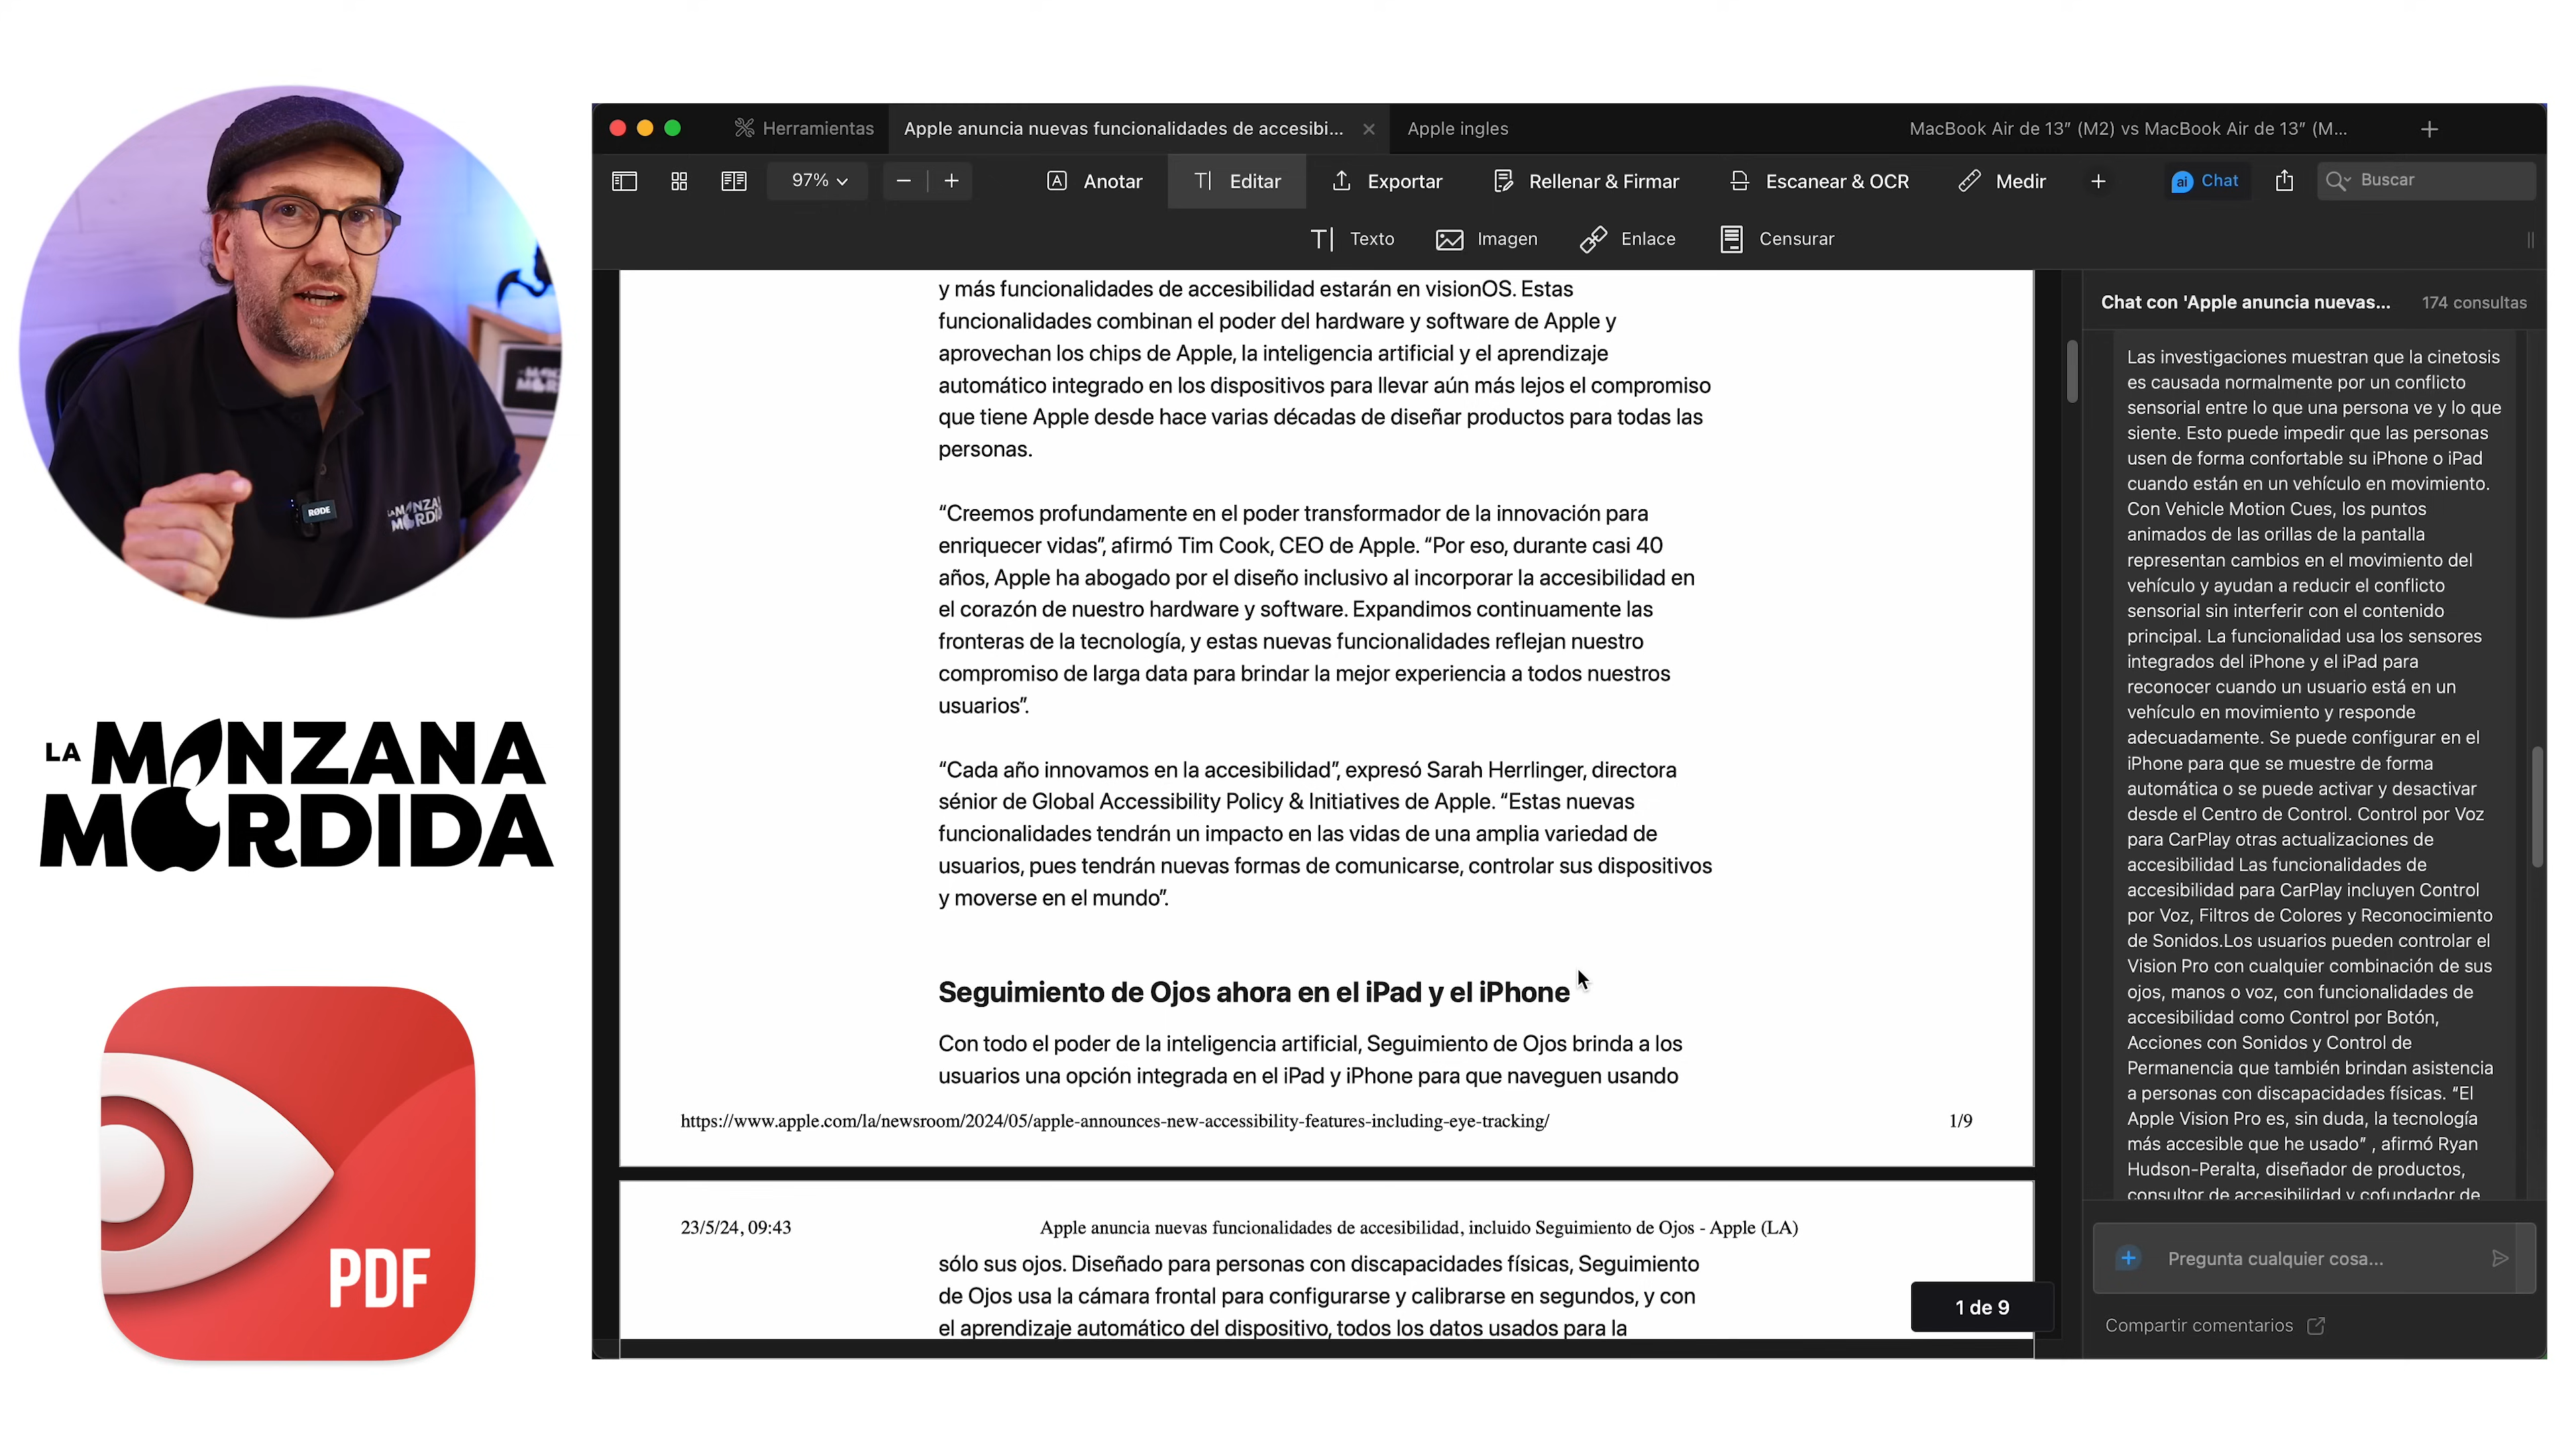 RØDE
LA MANZANA
MORDIDA
LA MANZANA
MORDIDA
PDF
Herramientas
Apple anuncia nuevas funcionalidades de accesibi...
Apple ingles
MacBook Air de 13” (M2) vs MacBook Air de 13” (M...
97%
Anotar
Editar
Exportar
Rellenar & Firmar
Escanear & OCR
Medir
ai Chat
Buscar
Texto
Imagen
Enlace
Censurar
y más funcionalidades de accesibilidad estarán en visionOS. Estas
funcionalidades combinan el poder del hardware y software de Apple y
aprovechan los chips de Apple, la inteligencia artificial y el aprendizaje
automático integrado en los dispositivos para llevar aún más lejos el compromiso
que tiene Apple desde hace varias décadas de diseñar productos para todas las
personas.
“Creemos profundamente en el poder transformador de la innovación para
enriquecer vidas”, afirmó Tim Cook, CEO de Apple. “Por eso, durante casi 40
años, Apple ha abogado por el diseño inclusivo al incorporar la accesibilidad en
el corazón de nuestro hardware y software. Expandimos continuamente las
fronteras de la tecnología, y estas nuevas funcionalidades reflejan nuestro
compromiso de larga data para brindar la mejor experiencia a todos nuestros
usuarios”.
“Cada año innovamos en la accesibilidad”, expresó Sarah Herrlinger, directora
sénior de Global Accessibility Policy & Initiatives de Apple. “Estas nuevas
funcionalidades tendrán un impacto en las vidas de una amplia variedad de
usuarios, pues tendrán nuevas formas de comunicarse, controlar sus dispositivos
y moverse en el mundo”.
Seguimiento de Ojos ahora en el iPad y el iPhone
Con todo el poder de la inteligencia artificial, Seguimiento de Ojos brinda a los
usuarios una opción integrada en el iPad y iPhone para que naveguen usando
https://www.apple.com/la/newsroom/2024/05/apple-announces-new-accessibility-features-including-eye-tracking/
1/9
23/5/24, 09:43
Apple anuncia nuevas funcionalidades de accesibilidad, incluido Seguimiento de Ojos - Apple (LA)
sólo sus ojos. Diseñado para personas con discapacidades físicas, Seguimiento
de Ojos usa la cámara frontal para configurarse y calibrarse en segundos, y con
el aprendizaje automático del dispositivo, todos los datos usados para la
1 de 9
Chat con 'Apple anuncia nuevas...
174 consultas
Las investigaciones muestran que la cinetosis
es causada normalmente por un conflicto
sensorial entre lo que una persona ve y lo que
siente. Esto puede impedir que las personas
usen de forma confortable su iPhone o iPad
cuando están en un vehículo en movimiento.
Con Vehicle Motion Cues, los puntos
animados de las orillas de la pantalla
representan cambios en el movimiento del
vehículo y ayudan a reducir el conflicto
sensorial sin interferir con el contenido
principal. La funcionalidad usa los sensores
integrados del iPhone y el iPad para
reconocer cuando un usuario está en un
vehículo en movimiento y responde
adecuadamente. Se puede configurar en el
iPhone para que se muestre de forma
automática o se puede activar y desactivar
desde el Centro de Control. Control por Voz
para CarPlay otras actualizaciones de
accesibilidad Las funcionalidades de
accesibilidad para CarPlay incluyen Control
por Voz, Filtros de Colores y Reconocimiento
de Sonidos.Los usuarios pueden controlar el
Vision Pro con cualquier combinación de sus
ojos, manos o voz, con funcionalidades de
accesibilidad como Control por Botón,
Acciones con Sonidos y Control de
Permanencia que también brindan asistencia
a personas con discapacidades físicas. “El
Apple Vision Pro es, sin duda, la tecnología
más accesible que he usado” , afirmó Ryan
Hudson-Peralta, diseñador de productos,
consultor de accesibilidad y cofundador de
Pregunta cualquier cosa...
Compartir comentarios